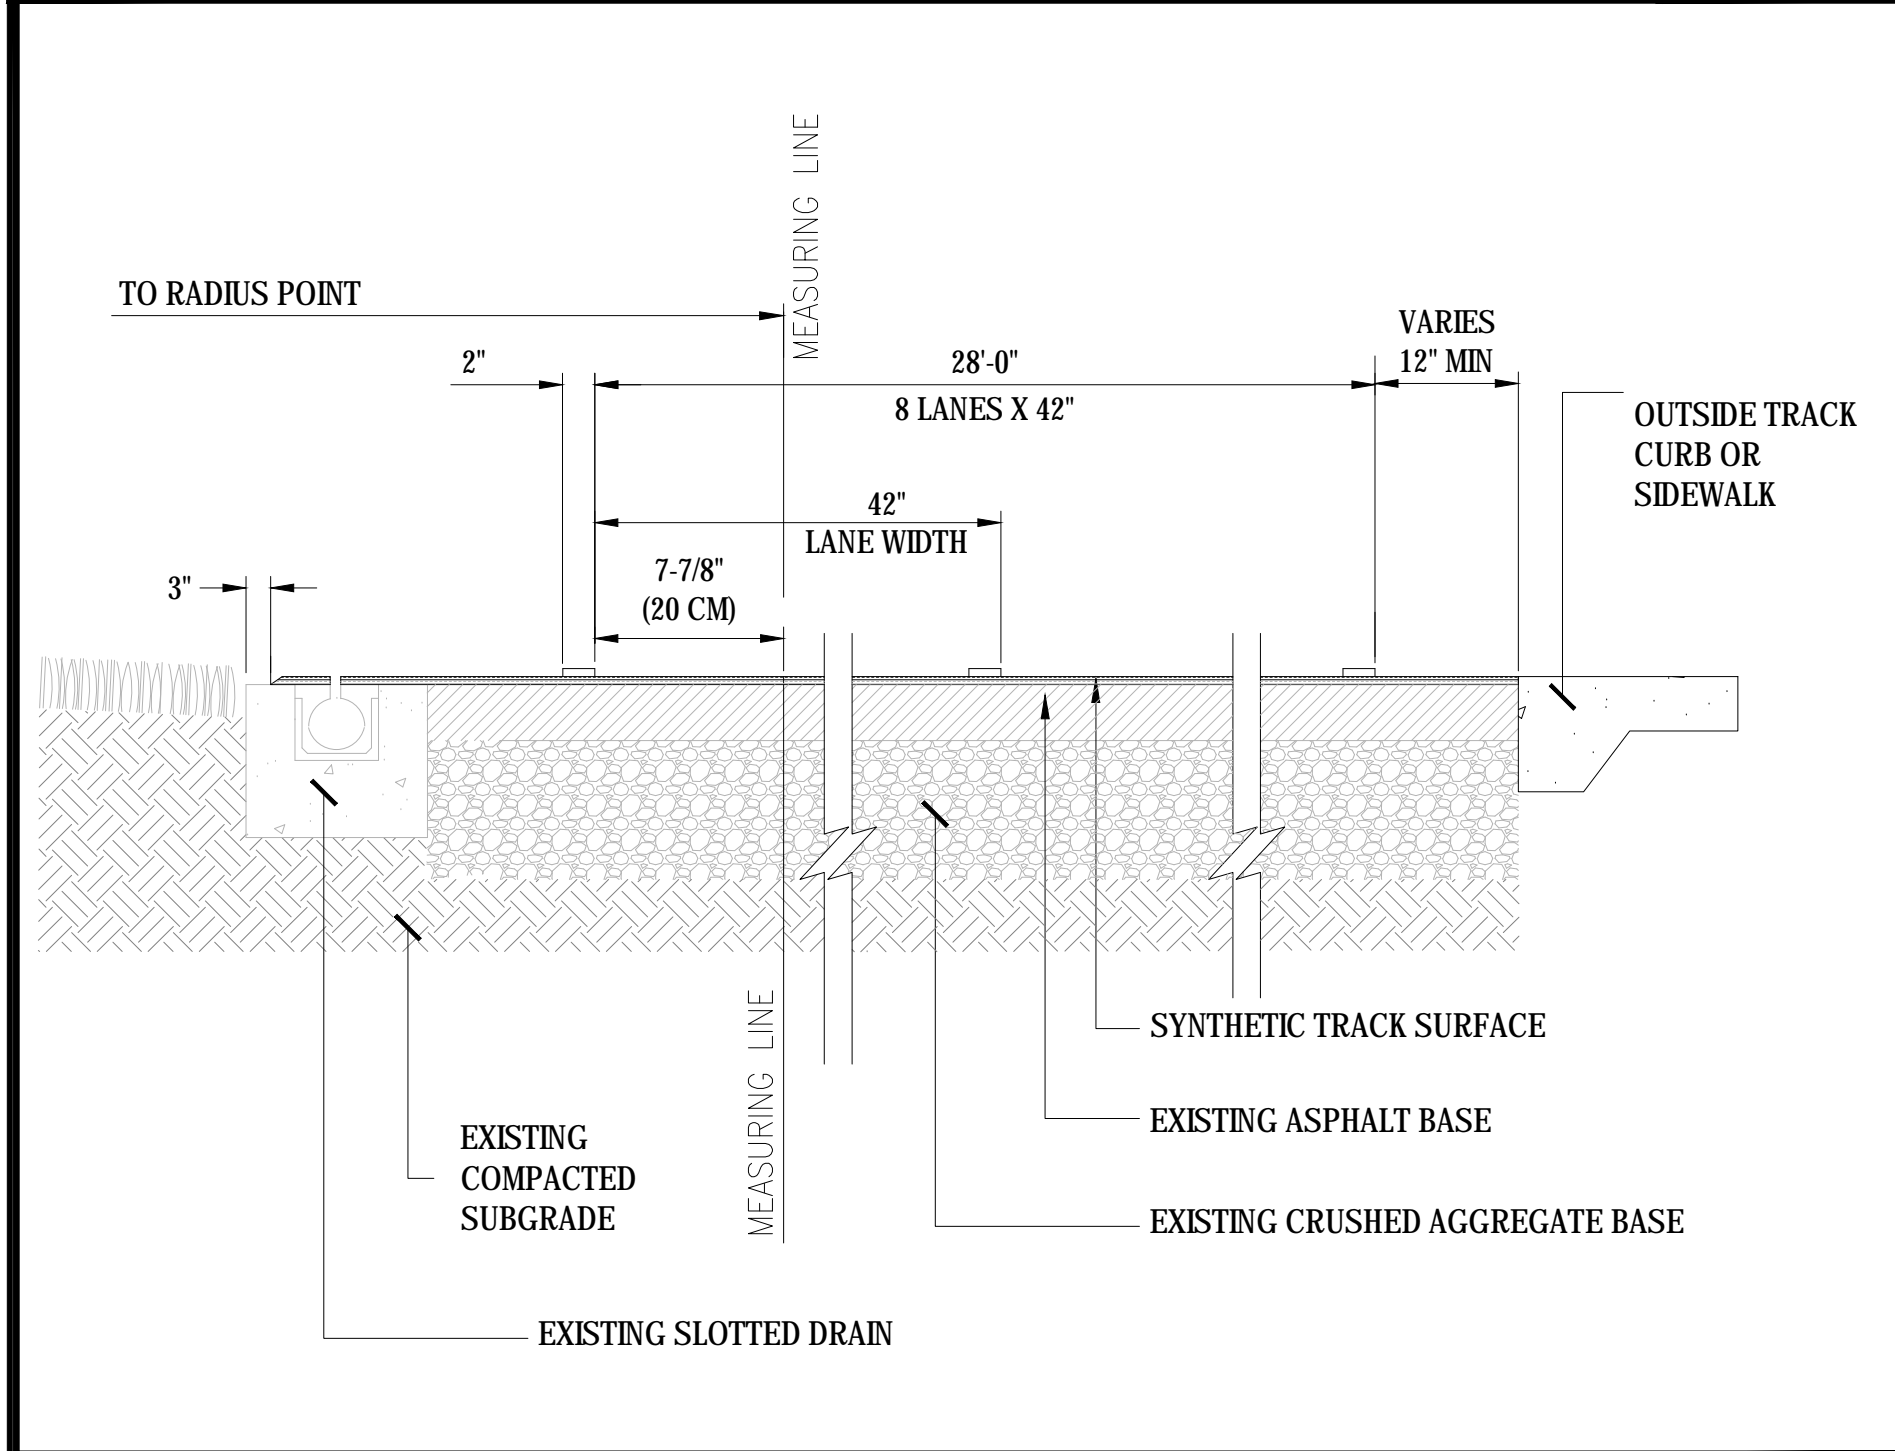 MEASURING LINE
TO RADIUS POINT
2"
28'-0"
8 LANES X 42"
VARIES
12" MIN
OUTSIDE TRACK
CURB OR
SIDEWALK
42"
LANE WIDTH
7-7/8"
(20 CM)
3"
MEASURING LINE
SYNTHETIC TRACK SURFACE
EXISTING ASPHALT BASE
EXISTING
COMPACTED
SUBGRADE
EXISTING CRUSHED AGGREGATE BASE
EXISTING SLOTTED DRAIN